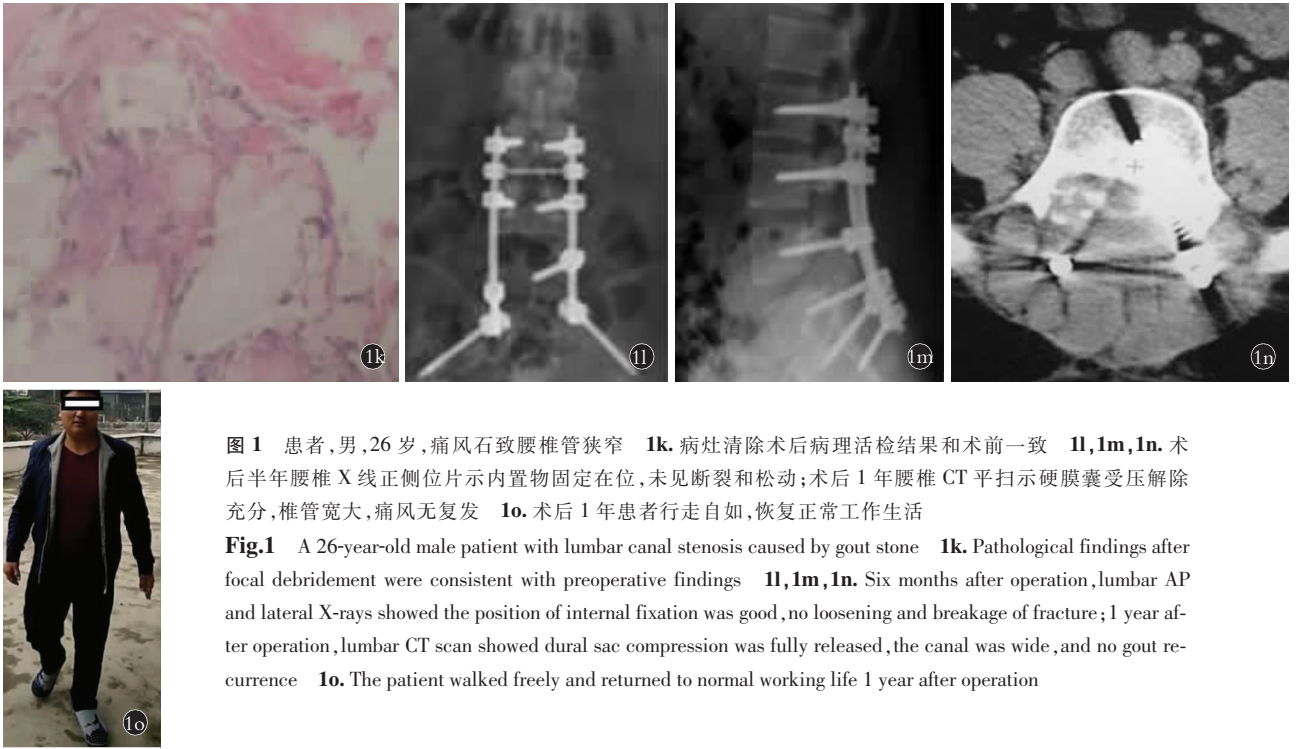 1k
1l
1m
1n
1o
图 1 患者,男,26 岁,痛风石致腰椎管狭窄 1k. 病灶清除术后病理活检结果和术前一致 1l,1m,1n. 术
后半年腰椎 X 线正侧位片示内置物固定在位,未见断裂和松动;术后 1 年腰椎 CT 平扫示硬膜囊受压解除
充分,椎管宽大,痛风无复发 1o. 术后 1 年患者行走自如,恢复正常工作生活
Fig.1 A 26-year-old male patient with lumbar canal stenosis caused by gout stone 1k. Pathological findings after
focal debridement were consistent with preoperative findings 1l,1m,1n. Six months after operation,lumbar AP
and lateral X-rays showed the position of internal fixation was good,no loosening and breakage of fracture;1 year af-
ter operation,lumbar CT scan showed dural sac compression was fully released,the canal was wide,and no gout re-
currence 1o. The patient walked freely and returned to normal working life 1 year after operation